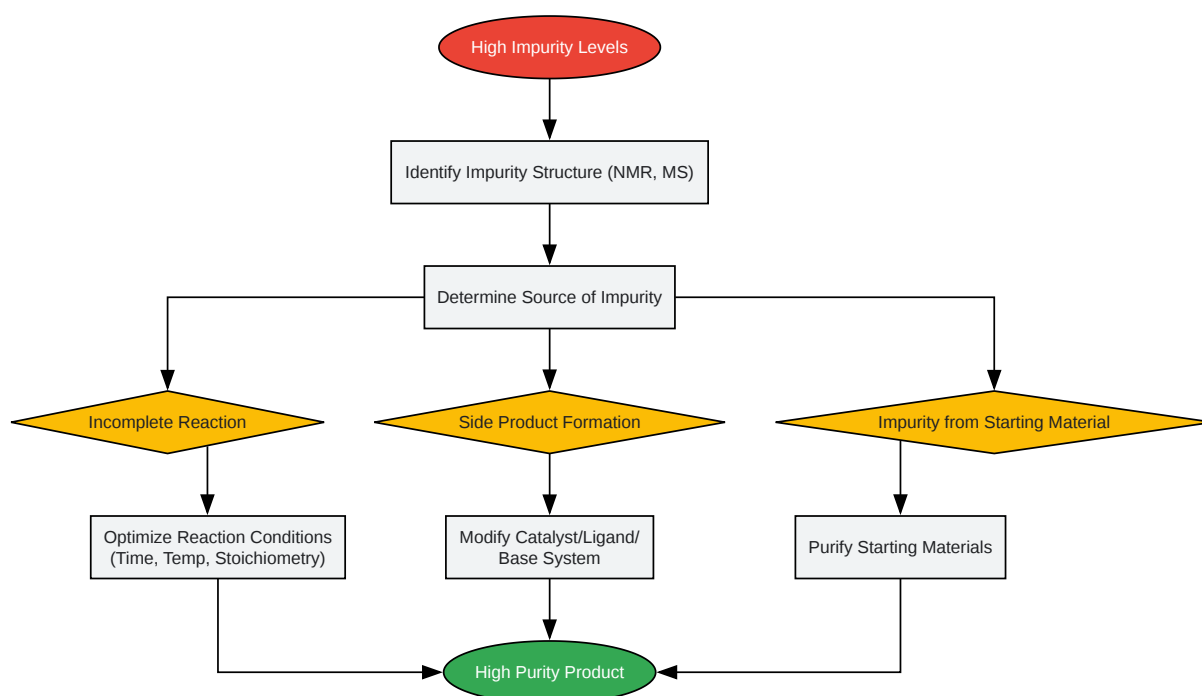 High Impurity Levels
Identify Impurity Structure (NMR, MS)
Determine Source of Impurity
Incomplete Reaction
Side Product Formation
Impurity from Starting Material
Optimize Reaction Conditions
(Time, Temp, Stoichiometry)
Modify Catalyst/Ligand/
Base System
Purify Starting Materials
High Purity Product